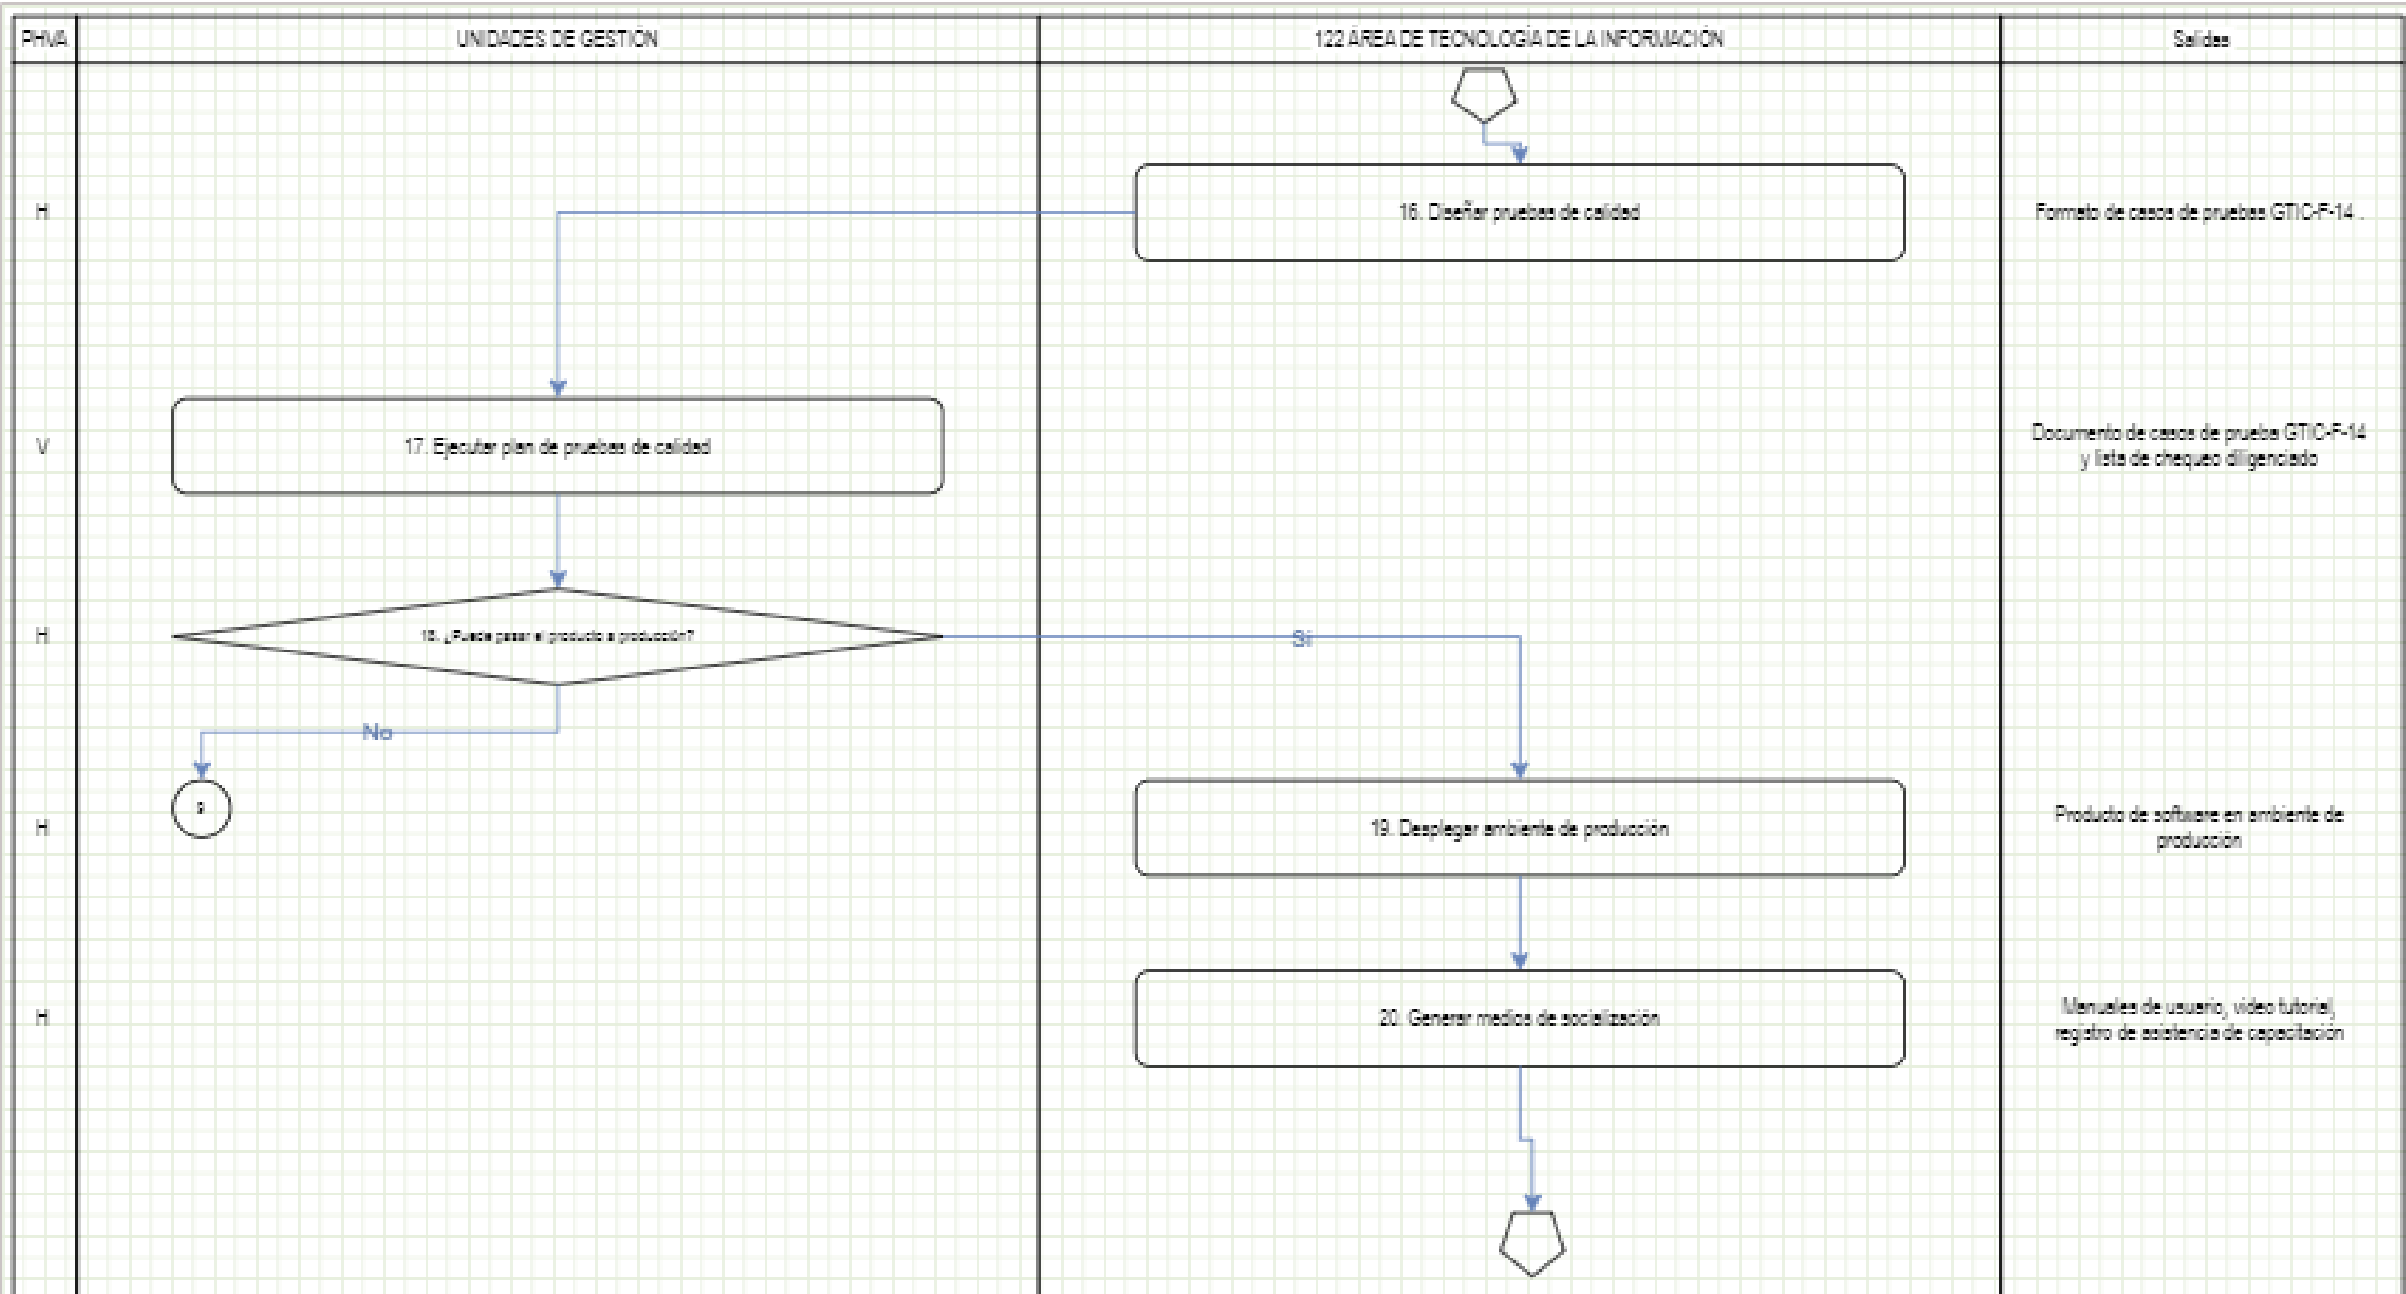 PHVA
UNIDADES DE GESTIÓN
122 ÁREA DE TECNOLOGÍA DE LA INFORMACIÓN
Salidas
H
16. Diseñar pruebas de calidad
Formato de casos de pruebas GTIC-F-14 .
V
17. Ejecutar plan de pruebas de calidad
Documento de casos de prueba GTIC-F-14
y lista de chequeo diligenciado
H
18. ¿Puede pasar el producto a producción?
Si
No
H
9
19. Desplegar ambiente de producción
Producto de software en ambiente de
producción
H
20. Generar medios de socialización
Manuales de usuario, video tutorial,
registro de asistencia de capacitación